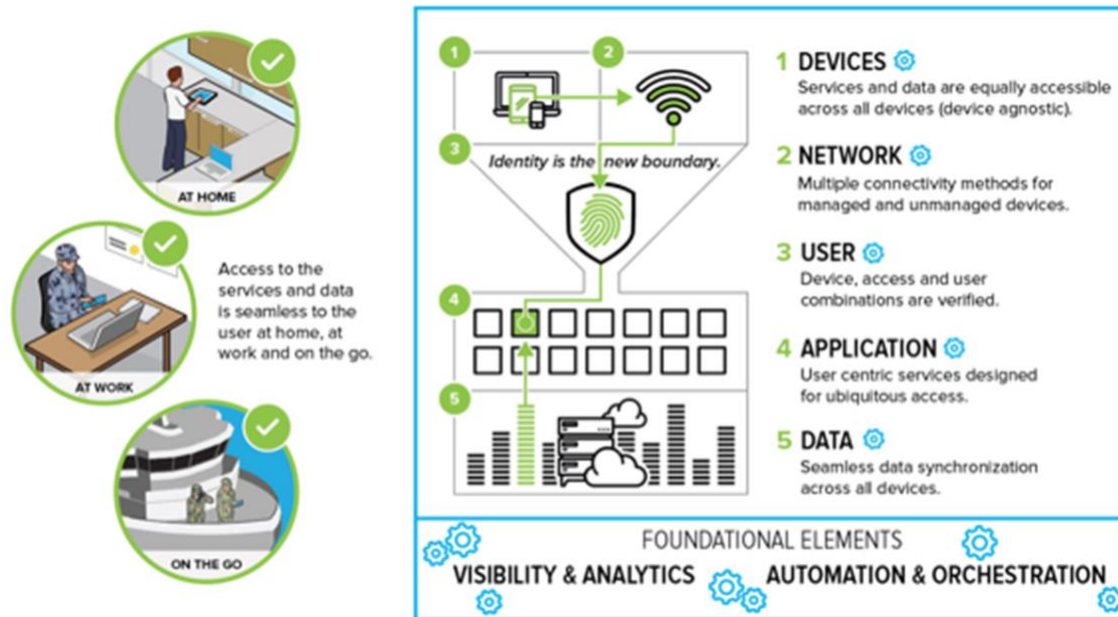 AT HOME
AT WORK
ON THE GO
Access to the
services and data
is seamless to the
user at home, at
work and on the go.
1
2
3
Identity is the new boundary.
4
5
1 DEVICES
Services and data are equally accessible
across all devices (device agnostic).
2 NETWORK
Multiple connectivity methods for
managed and unmanaged devices.
3 USER
Device, access and user
combinations are verified.
4 APPLICATION
User centric services designed
for ubiquitous access.
5 DATA
Seamless data synchronization
across all devices.
FOUNDATIONAL ELEMENTS
VISIBILITY & ANALYTICS
AUTOMATION & ORCHESTRATION